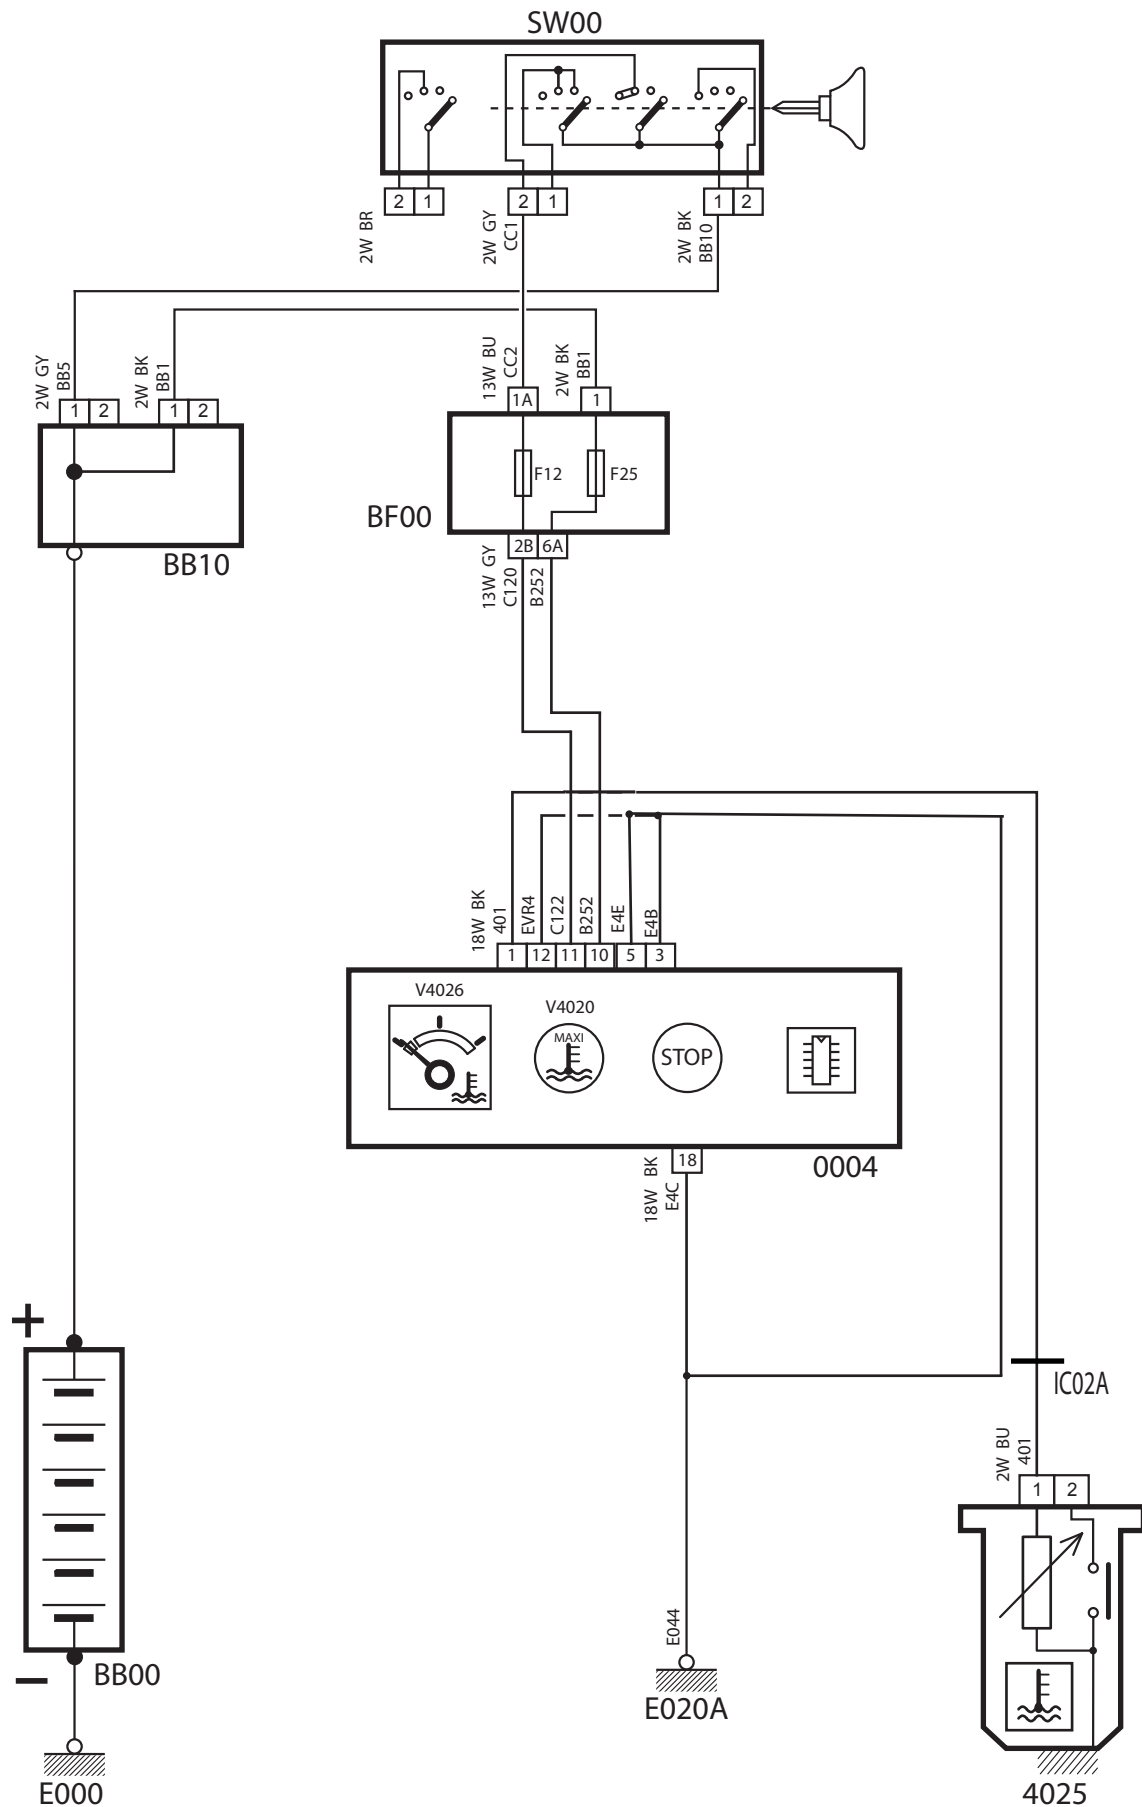 SW00
2 1
2 1
1 2
2W BR
2W GY
CC1
2W BK
BB10
2W GY
BB5
2W BK
BB1
13W BU
CC2
2W BK
BB1
1 2
1 2
1A
1
F12
F25
BF00
BB10
2B 6A
13W GY
C120
B252
18W BK
401
EVR4
C122
B252
E4E
E4B
1 12 11 10 5 3
V4026
V4020
MAXI
STOP
0004
18
18W BK
E4C
+
IC02A
2W BU
401
1 2
E044
−
BB00
E020A
E000
4025